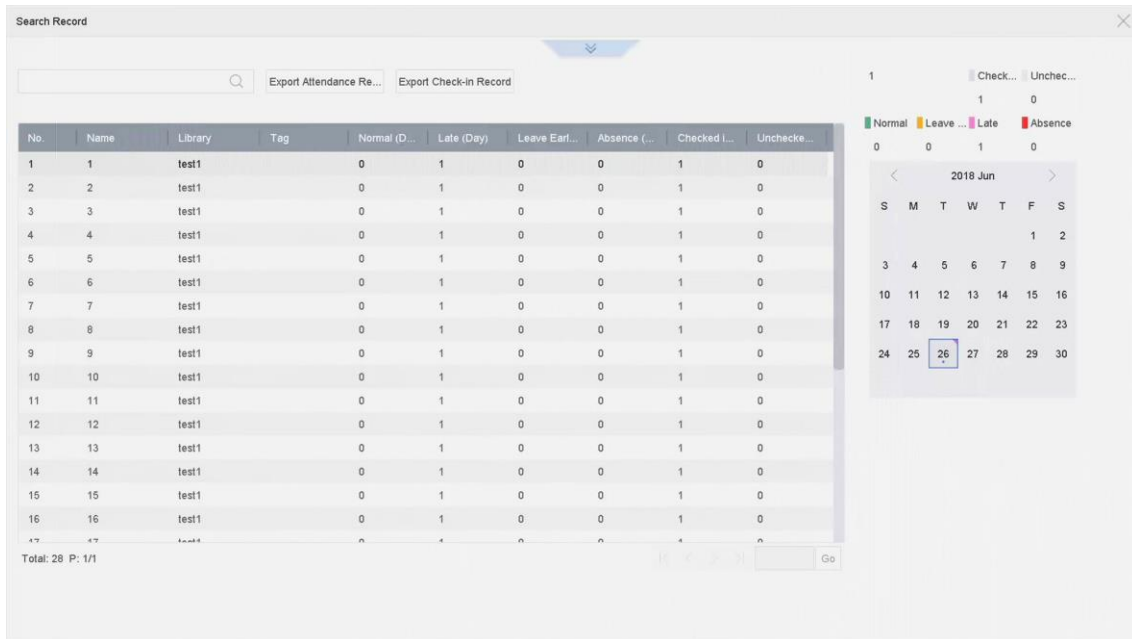 Search Record
Export Attendance Re... Export Check-in Record
No. Name Library Tag Normal (D... Late (Day) Leave Earl... Absence (... Checked i... Unchecke...
1 1 test1 0 1 0 0 1 0
2 2 test1 0 1 0 0 1 0
3 3 test1 0 1 0 0 1 0
4 4 test1 0 1 0 0 1 0
5 5 test1 0 1 0 0 1 0
6 6 test1 0 1 0 0 1 0
7 7 test1 0 1 0 0 1 0
8 8 test1 0 1 0 0 1 0
9 9 test1 0 1 0 0 1 0
10 10 test1 0 1 0 0 1 0
11 11 test1 0 1 0 0 1 0
12 12 test1 0 1 0 0 1 0
13 13 test1 0 1 0 0 1 0
14 14 test1 0 1 0 0 1 0
15 15 test1 0 1 0 0 1 0
16 16 test1 0 1 0 0 1 0
17 17 test1 0 1 0 0 1 0
Total: 28 P: 1/1
Go
1 Check... Unchec...
1 0
Normal Leave ... Late Absence
0 0 1 0
2018 Jun
S M T W T F S
1 2
3 4 5 6 7 8 9
10 11 12 13 14 15 16
17 18 19 20 21 22 23
24 25 26 27 28 29 30